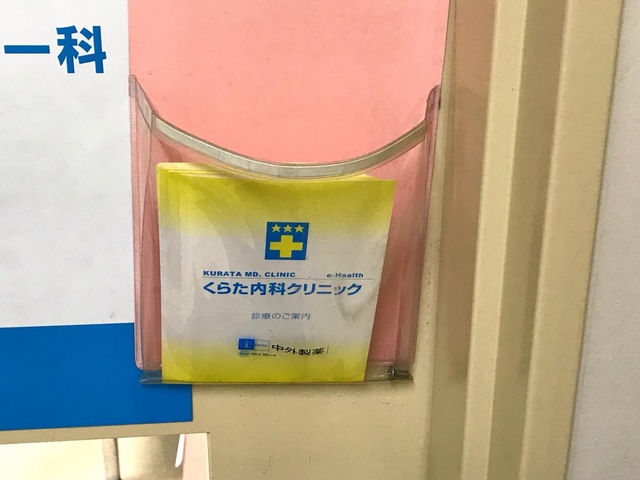 ー科
KURATA MD. CLINIC e-Health
くらた内科クリニック
診療のご案内
中外製薬